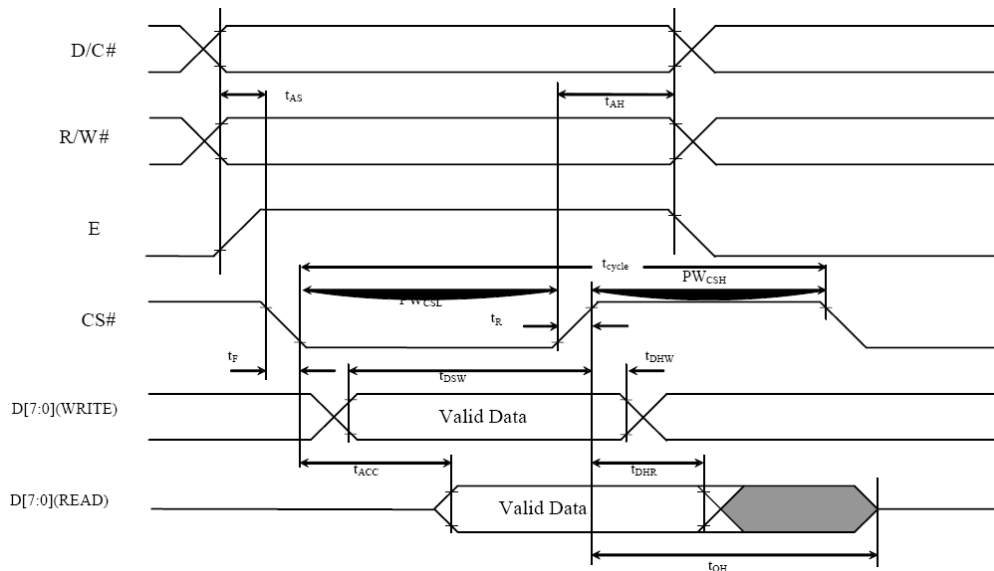 D/C#
tAS
tAH
R/W#
E
tcycle
PWCSL
PWCSH
CS#
tR
tF
tDSW
tDHW
D[7:0](WRITE)
Valid Data
tACC
tDHR
D[7:0](READ)
Valid Data
tOH